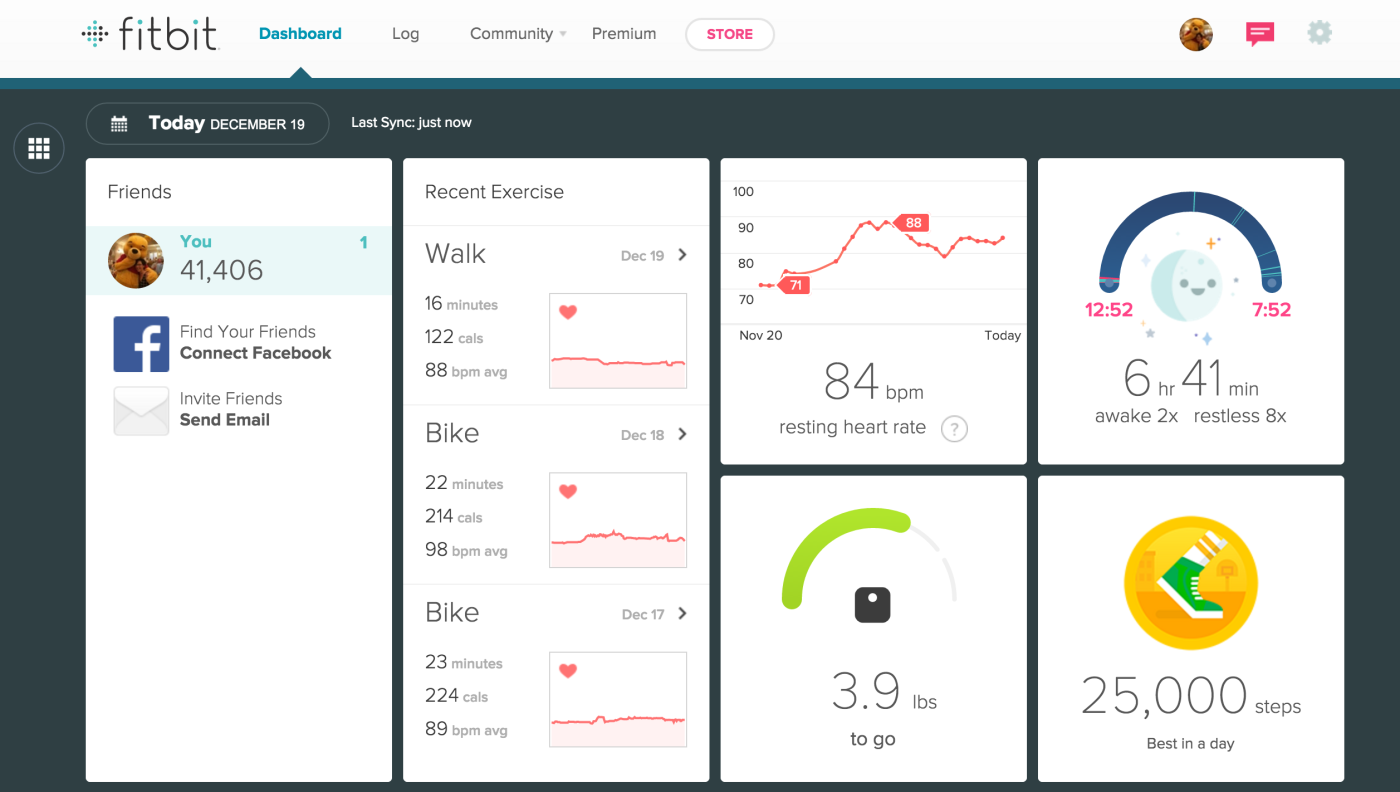 fitbit
Dashboard
Log
Community
Premium
STORE
Today DECEMBER 19
Last Sync: just now
Friends
You
1
41,406
Find Your Friends
Connect Facebook
Invite Friends
Send Email
Recent Exercise
Walk
Dec 19
16 minutes
122 cals
88 bpm avg
Bike
Dec 18
22 minutes
214 cals
98 bpm avg
Bike
Dec 17
23 minutes
224 cals
89 bpm avg
100
90
80
70
88
71
Nov 20
Today
84 bpm
resting heart rate ?
12:52
7:52
6 hr 41 min
awake 2x restless 8x
3.9 lbs
to go
25,000 steps
Best in a day